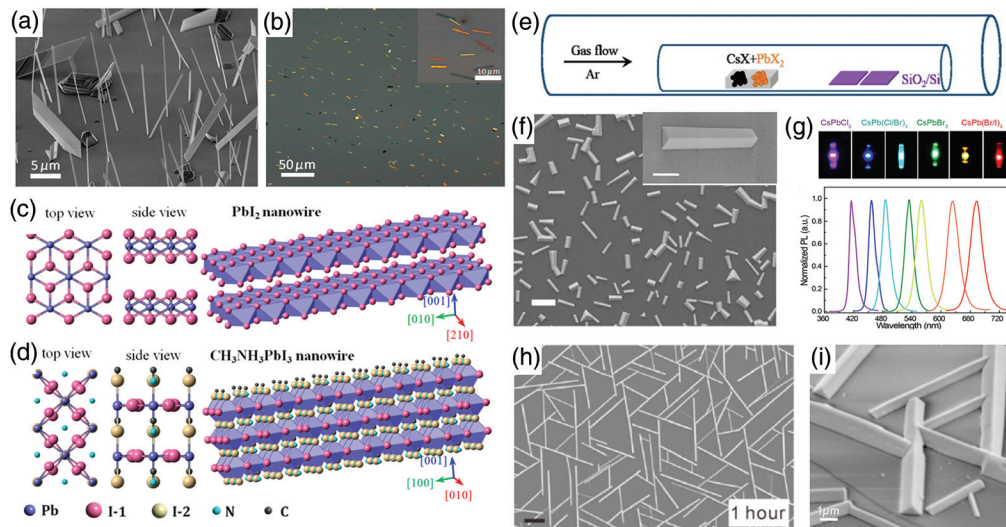 (a)
5 μm
(b)
10 μm
50 μm
(c)
top view
side view
PbI₂ nanowire
[001]
[010]
[210]
(d)
top view
side view
CH₃NH₃PbI₃ nanowire
[001]
[100]
[010]
Pb
I-1
I-2
N
C
(e)
Gas flow
Ar
CsX+PbX₂
SiO₂/Si
(f)
(g)
CsPbCl₃
CsPb(Cl/Br)₃
CsPbBr₃
CsPb(Br/I)₃
Normalized PL (a.u.)
1.0
0.8
0.6
0.4
0.2
0.0
360
420
480
540
600
660
720
Wavelength (nm)
(h)
1 hour
(i)
1μm